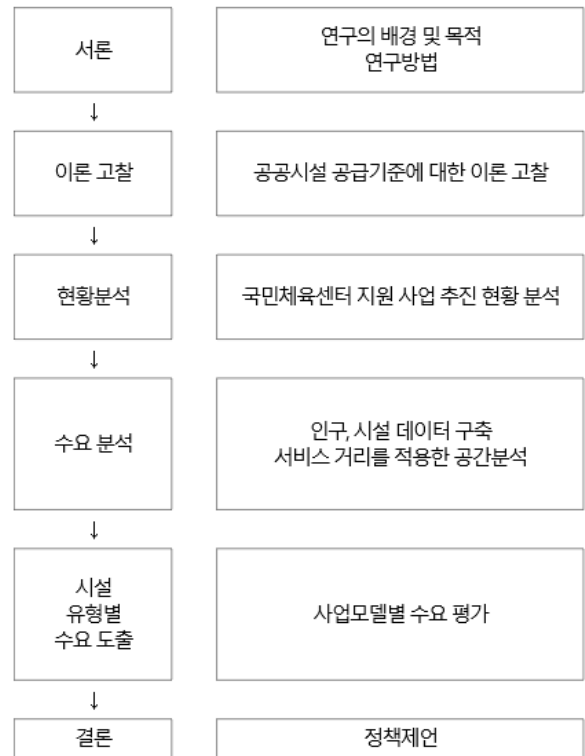 서론
연구의 배경 및 목적
연구방법
↓
이론 고찰
공공시설 공급기준에 대한 이론 고찰
↓
현황분석
국민체육센터 지원 사업 추진 현황 분석
↓
수요 분석
인구, 시설 데이터 구축
서비스 거리를 적용한 공간분석
↓
시설
유형별
수요 도출
사업모델별 수요 평가
↓
결론
정책제언